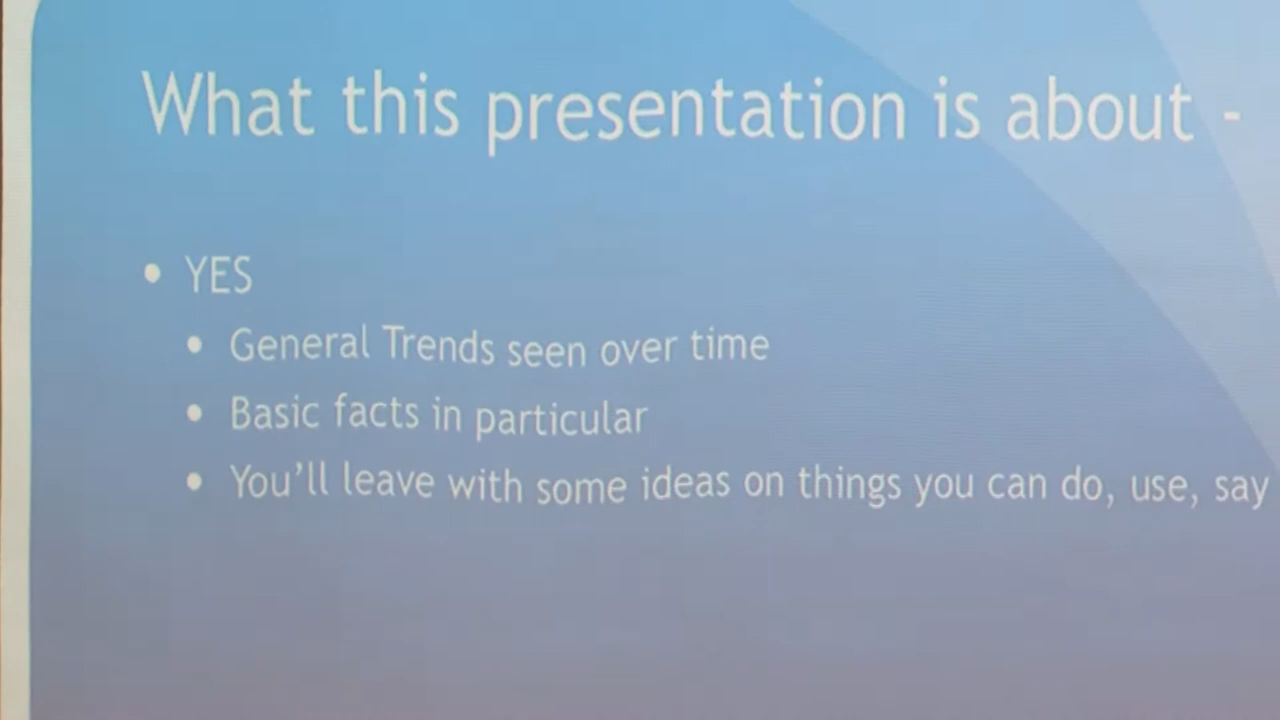 What this presentation is about -
• YES
• General Trends seen over time
• Basic facts in particular
• You’ll leave with some ideas on things you can do, use, say